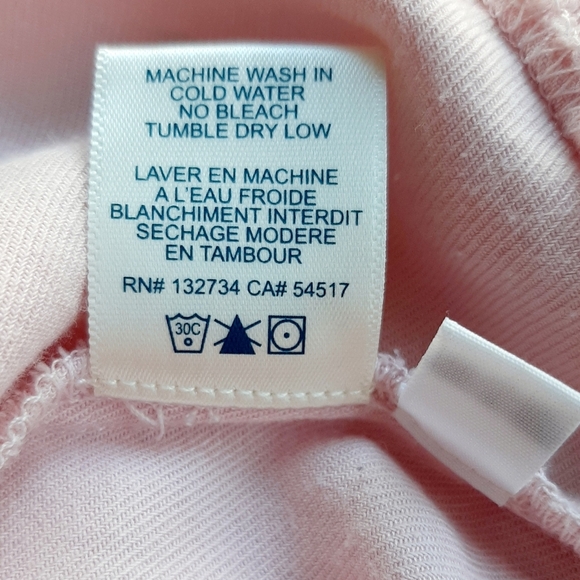 MACHINE WASH IN
COLD WATER
NO BLEACH
TUMBLE DRY LOW
LAVER EN MACHINE
A L'EAU FROIDE
BLANCHIMENT INTERDIT
SECHAGE MODERE
EN TAMBOUR
RN# 132734 CA# 54517
30C